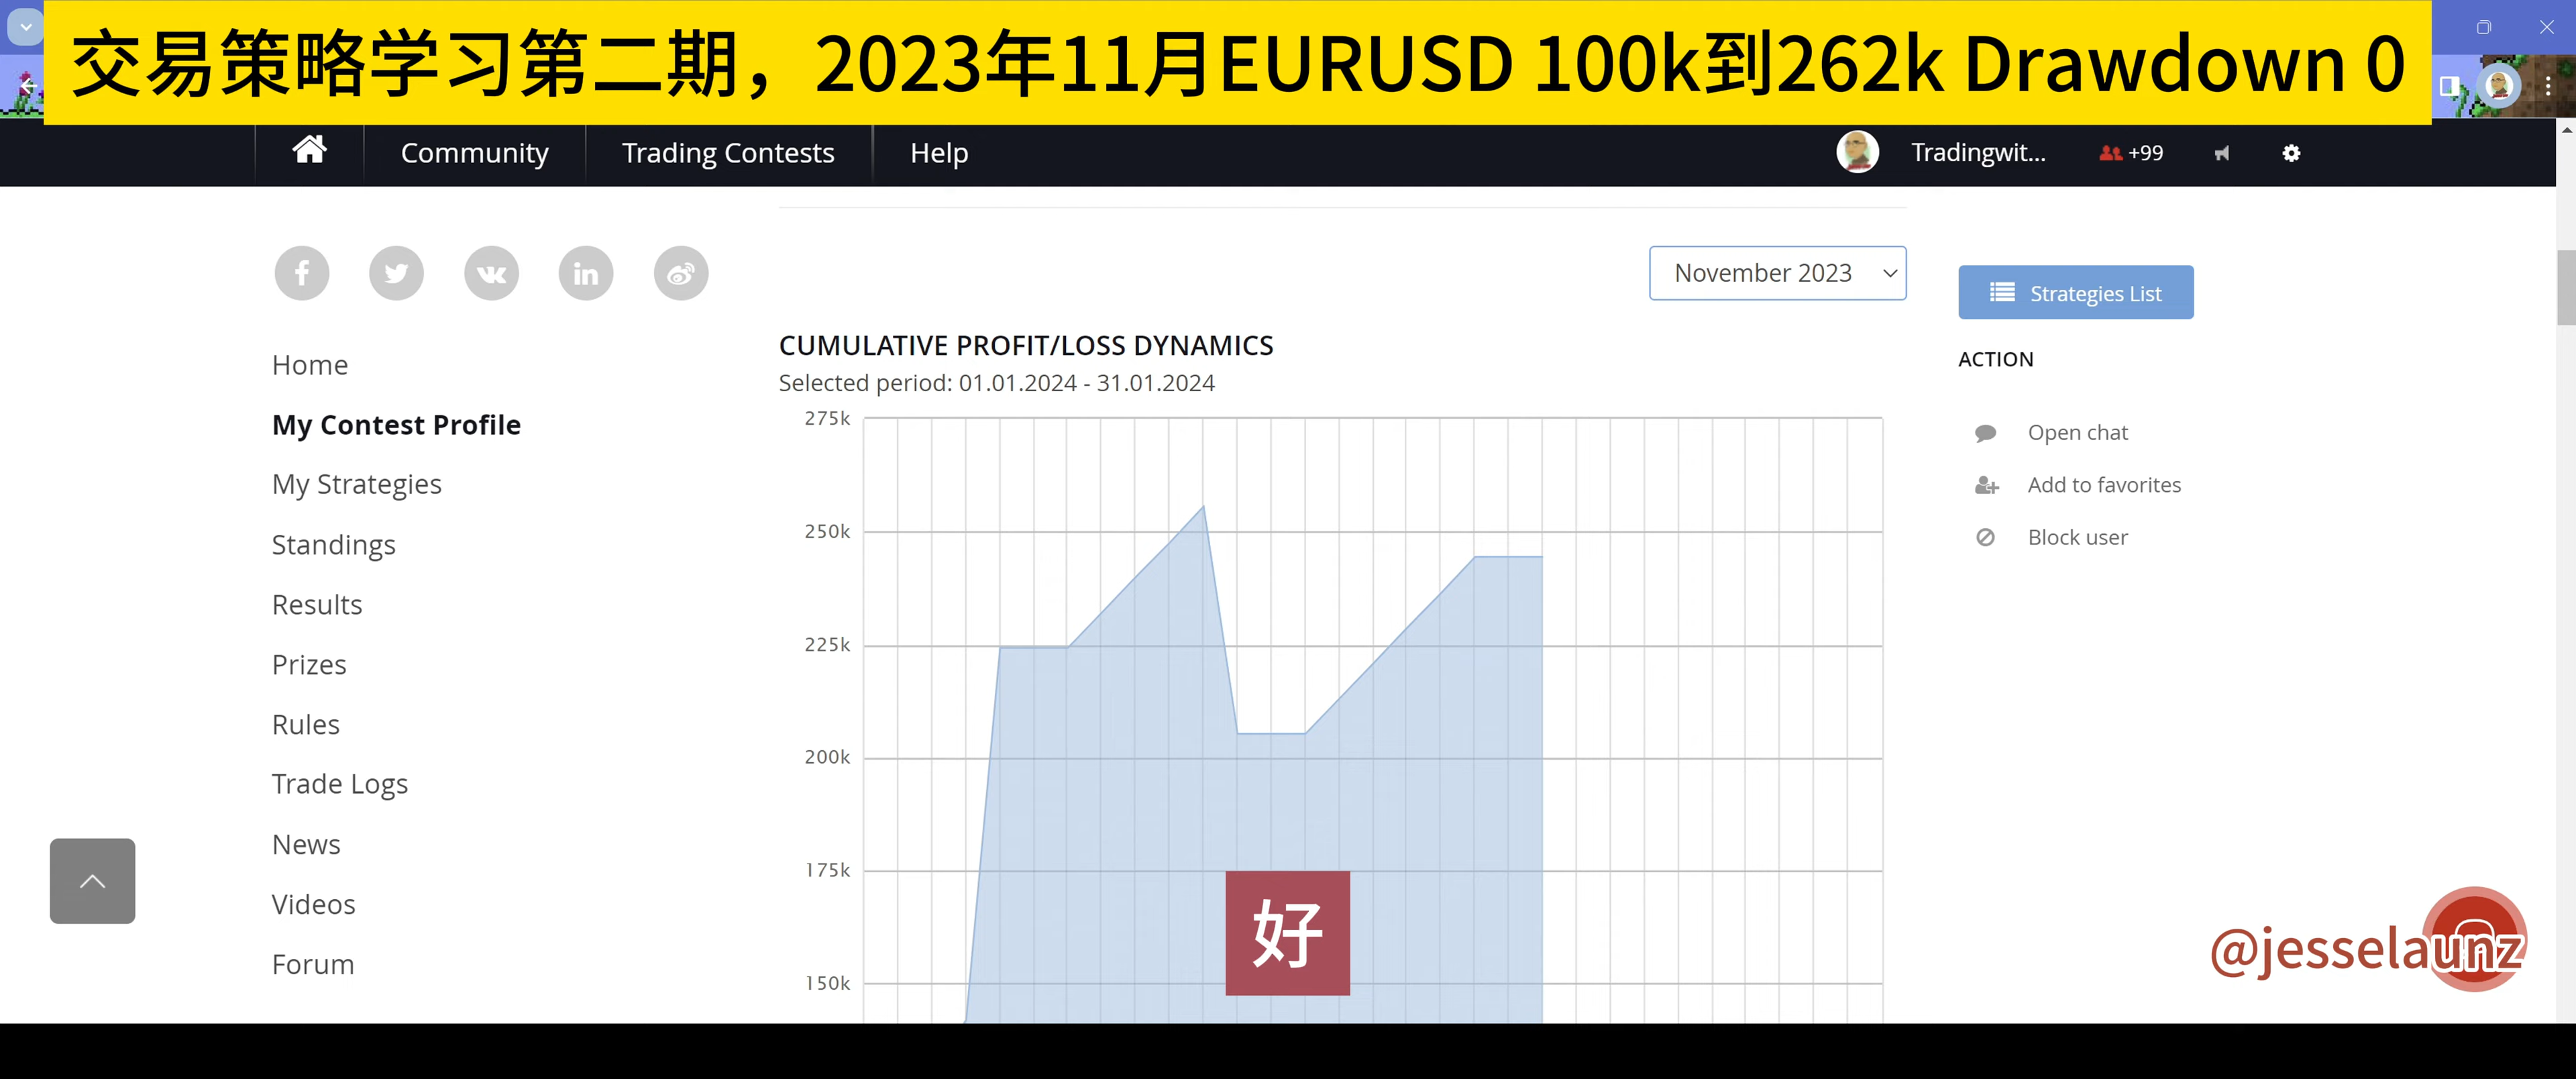 交易策略学习第二期，2023年11月EURUSD 100k到262k Drawdown 0
Community
Trading Contests
Help
Tradingwit...
+99
November 2023
Strategies List
ACTION
Open chat
Add to favorites
Block user
Home
My Contest Profile
My Strategies
Standings
Results
Prizes
Rules
Trade Logs
News
Videos
Forum
CUMULATIVE PROFIT/LOSS DYNAMICS
Selected period: 01.01.2024 - 31.01.2024
275k
250k
225k
200k
175k
150k
好
@jesselaunz